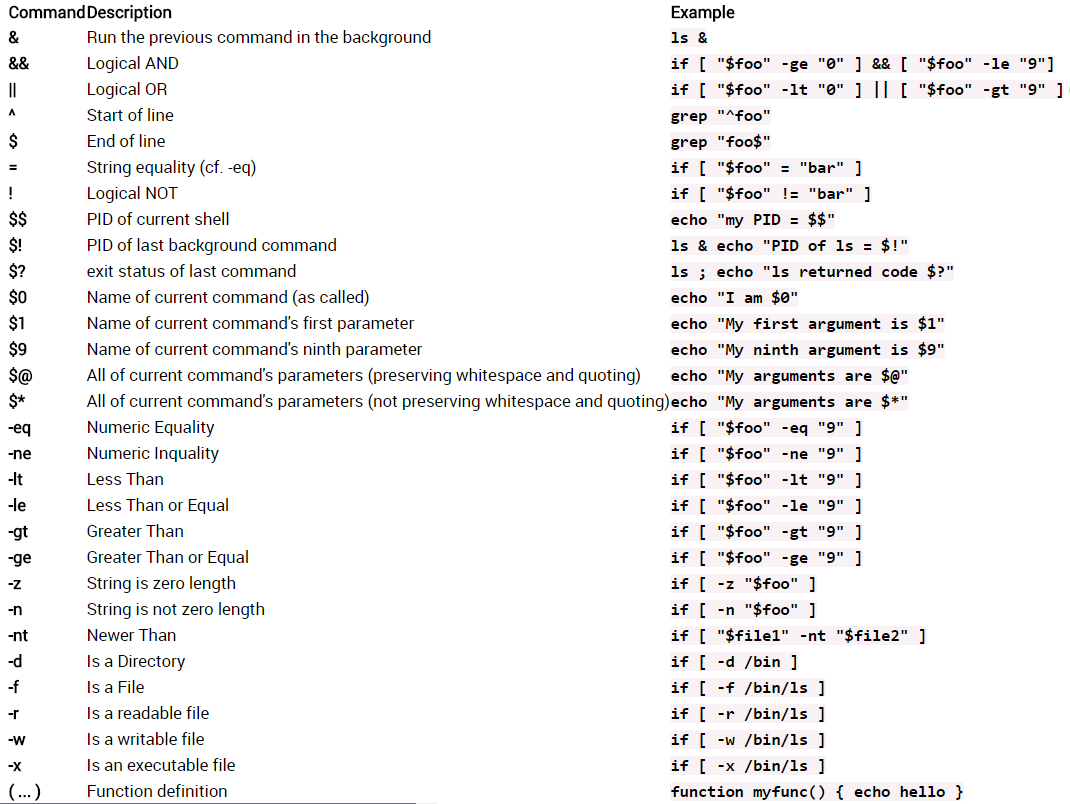 Command Description Example
& Run the previous command in the background ls &
&& Logical AND if [ "$foo" -ge "0" ] && [ "$foo" -le "9"]
|| Logical OR if [ "$foo" -lt "0" ] || [ "$foo" -gt "9" ]
^ Start of line grep "^foo"
$ End of line grep "foo$"
= String equality (cf. -eq) if [ "$foo" = "bar" ]
! Logical NOT if [ "$foo" != "bar" ]
$$ PID of current shell echo "my PID = $$"
$! PID of last background command ls & echo "PID of ls = $!"
$? exit status of last command ls ; echo "ls returned code $?"
$0 Name of current command (as called) echo "I am $0"
$1 Name of current command's first parameter echo "My first argument is $1"
$9 Name of current command's ninth parameter echo "My ninth argument is $9"
$@ All of current command's parameters (preserving whitespace and quoting) echo "My arguments are $@"
$* All of current command's parameters (not preserving whitespace and quoting) echo "My arguments are $*"
-eq Numeric Equality if [ "$foo" -eq "9" ]
-ne Numeric Inquality if [ "$foo" -ne "9" ]
-lt Less Than if [ "$foo" -lt "9" ]
-le Less Than or Equal if [ "$foo" -le "9" ]
-gt Greater Than if [ "$foo" -gt "9" ]
-ge Greater Than or Equal if [ "$foo" -ge "9" ]
-z String is zero length if [ -z "$foo" ]
-n String is not zero length if [ -n "$foo" ]
-nt Newer Than if [ "$file1" -nt "$file2" ]
-d Is a Directory if [ -d /bin ]
-f Is a File if [ -f /bin/ls ]
-r Is a readable file if [ -r /bin/ls ]
-w Is a writable file if [ -w /bin/ls ]
-x Is an executable file if [ -x /bin/ls ]
(...) Function definition function myfunc() { echo hello }